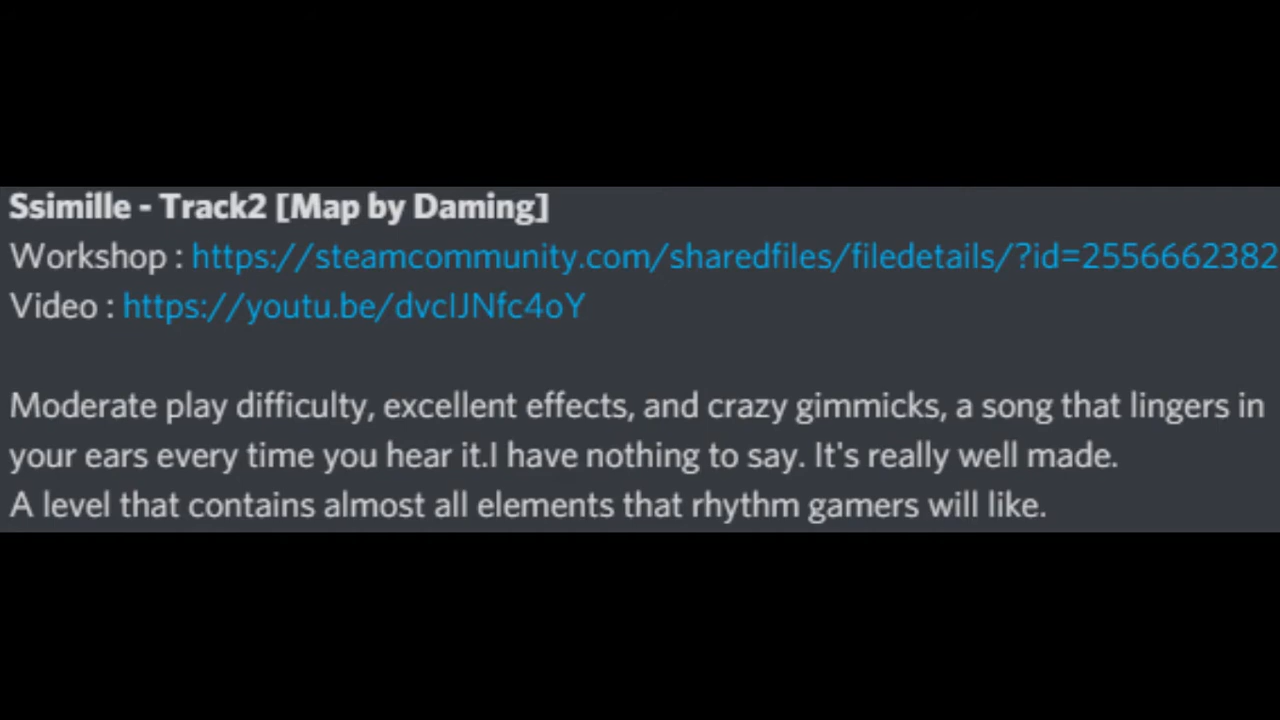 Ssimille - Track2 [Map by Daming]
Workshop : https://steamcommunity.com/sharedfiles/filedetails/?id=2556662382
Video : https://youtu.be/dvcIJNfc4oY
Moderate play difficulty, excellent effects, and crazy gimmicks, a song that lingers in
your ears every time you hear it.I have nothing to say. It's really well made.
A level that contains almost all elements that rhythm gamers will like.